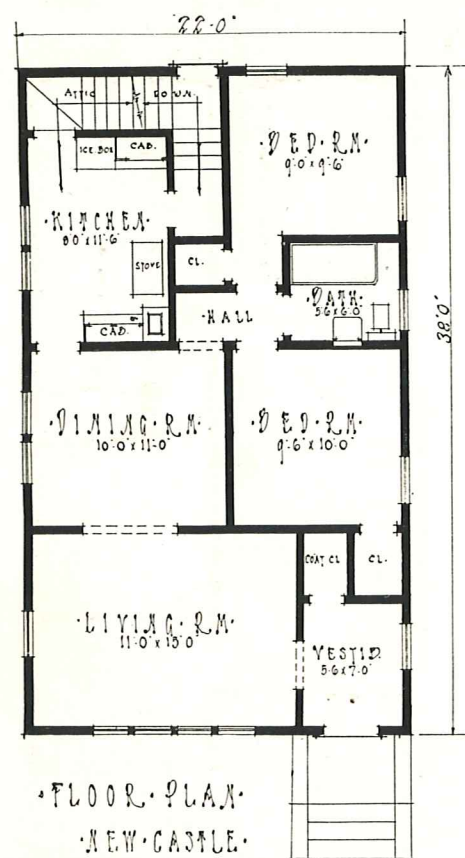 22'-0"
ATTIC
DOWN
ICE BOX
CAB.
·BED·RM·
9'-0" x 9'-6"
·KITCHEN·
8'-0" x 11'-6"
STOVE
CL.
·BATH·
5'-6" x 6'-0"
·HALL
CAB.
38'-0"
·DINING·RM·
10'-0" x 11'-0"
·BED·RM·
9'-6" x 10'-0"
COAT CL
CL.
·LIVING·RM·
11'-0" x 15'-0"
VESTIB.
5'-6" x 7'-0"
·FLOOR·PLAN·
·NEW·CASTLE·